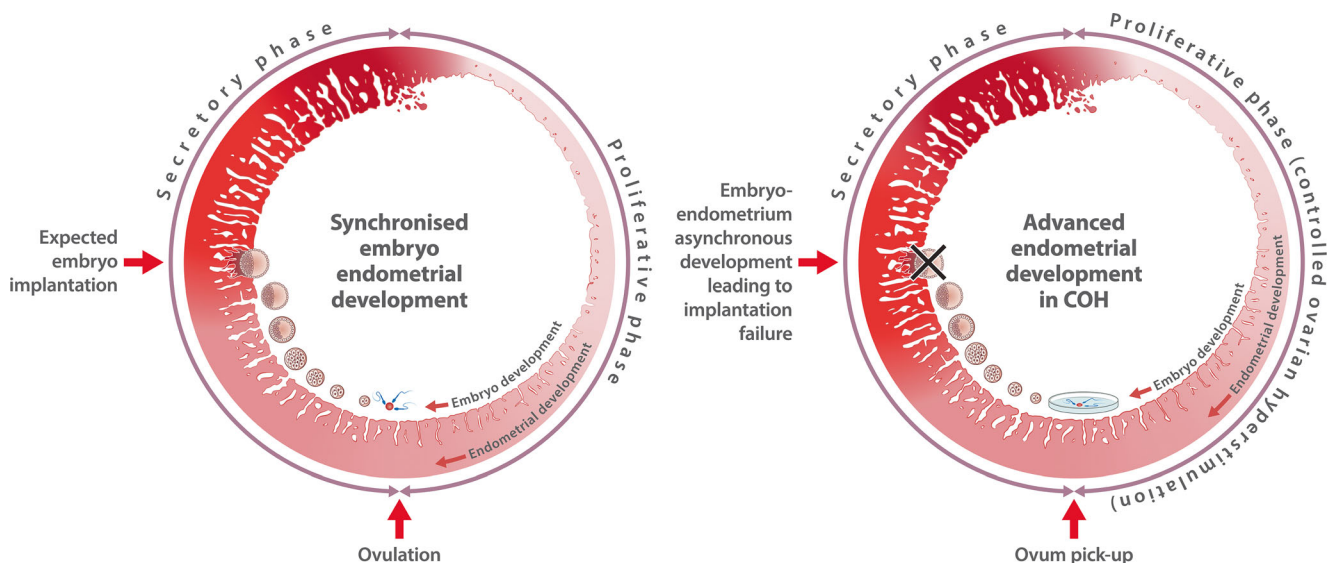 Secretory phase
Proliferative phase
Expected
embryo
implantation
Synchronised
embryo
endometrial
development
Embryo development
Endometrial development
Ovulation
Secretory phase
Proliferative phase (controlled ovarian hyperstimulation)
Embryo-
endometrium
asynchronous
development
leading to
implantation
failure
Advanced
endometrial
development
in COH
Embryo development
Endometrial development
Ovum pick-up